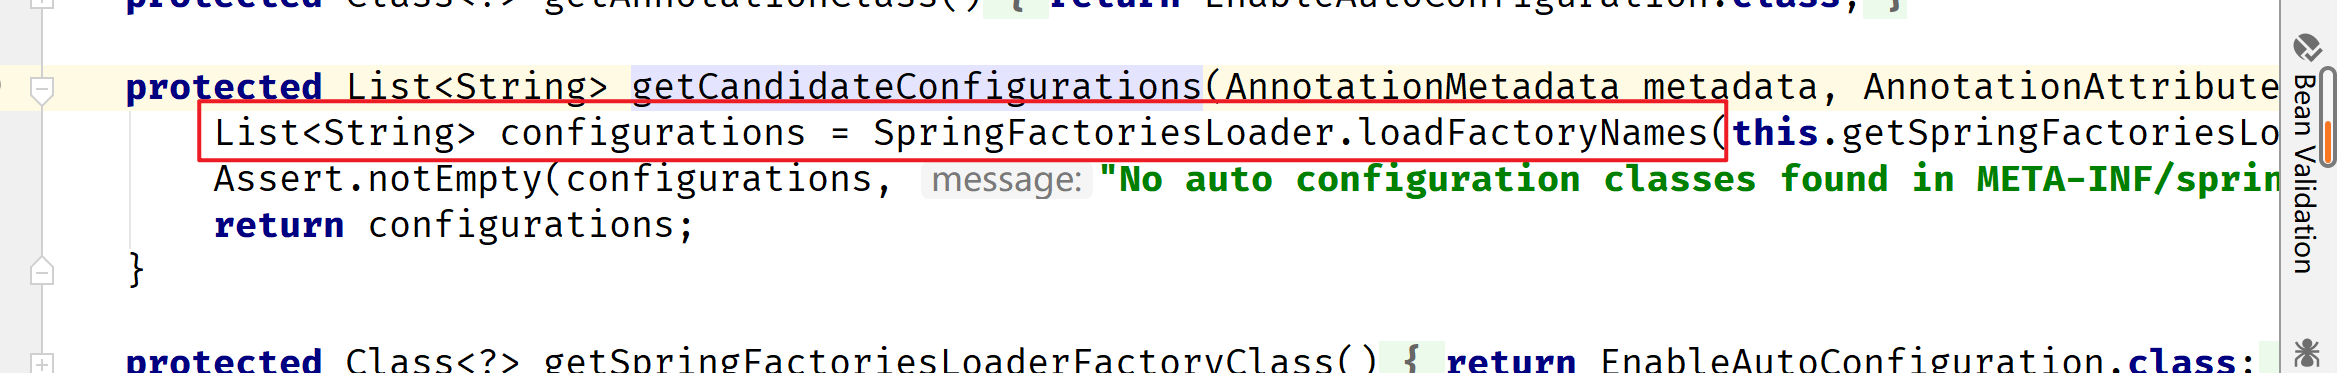 protected Class<?> getAnnotationClass() { return EnableAutoConfiguration.class; }
protected List<String> getCandidateConfigurations(AnnotationMetadata metadata, AnnotationAttribute
List<String> configurations = SpringFactoriesLoader.loadFactoryNames(this.getSpringFactoriesLo
Assert.notEmpty(configurations, message: "No auto configuration classes found in META-INF/sprin
return configurations;
}
protected Class<?> getSpringFactoriesLoaderFactoryClass() { return EnableAutoConfiguration.class;
Bean Validation